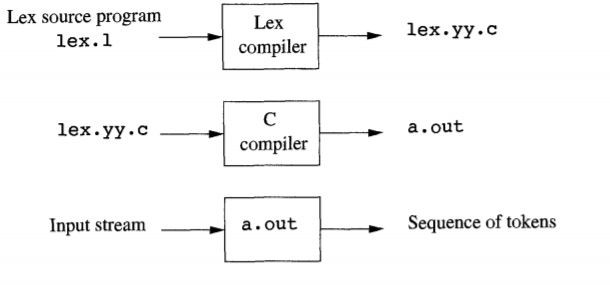 Lex source program
lex.l
Lex
compiler
lex.yy.c
lex.yy.c
C
compiler
a.out
Input stream
a.out
Sequence of tokens